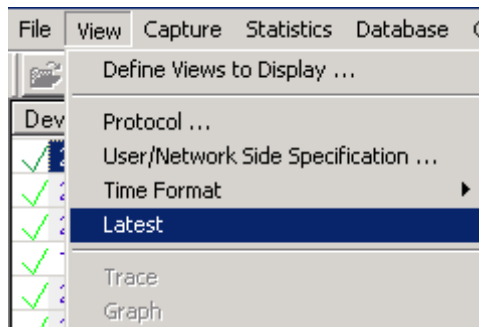 File View Capture Statistics Database
Define Views to Display ...
Dev
Protocol ...
User/Network Side Specification ...
Time Format
Latest
Trace
Graph